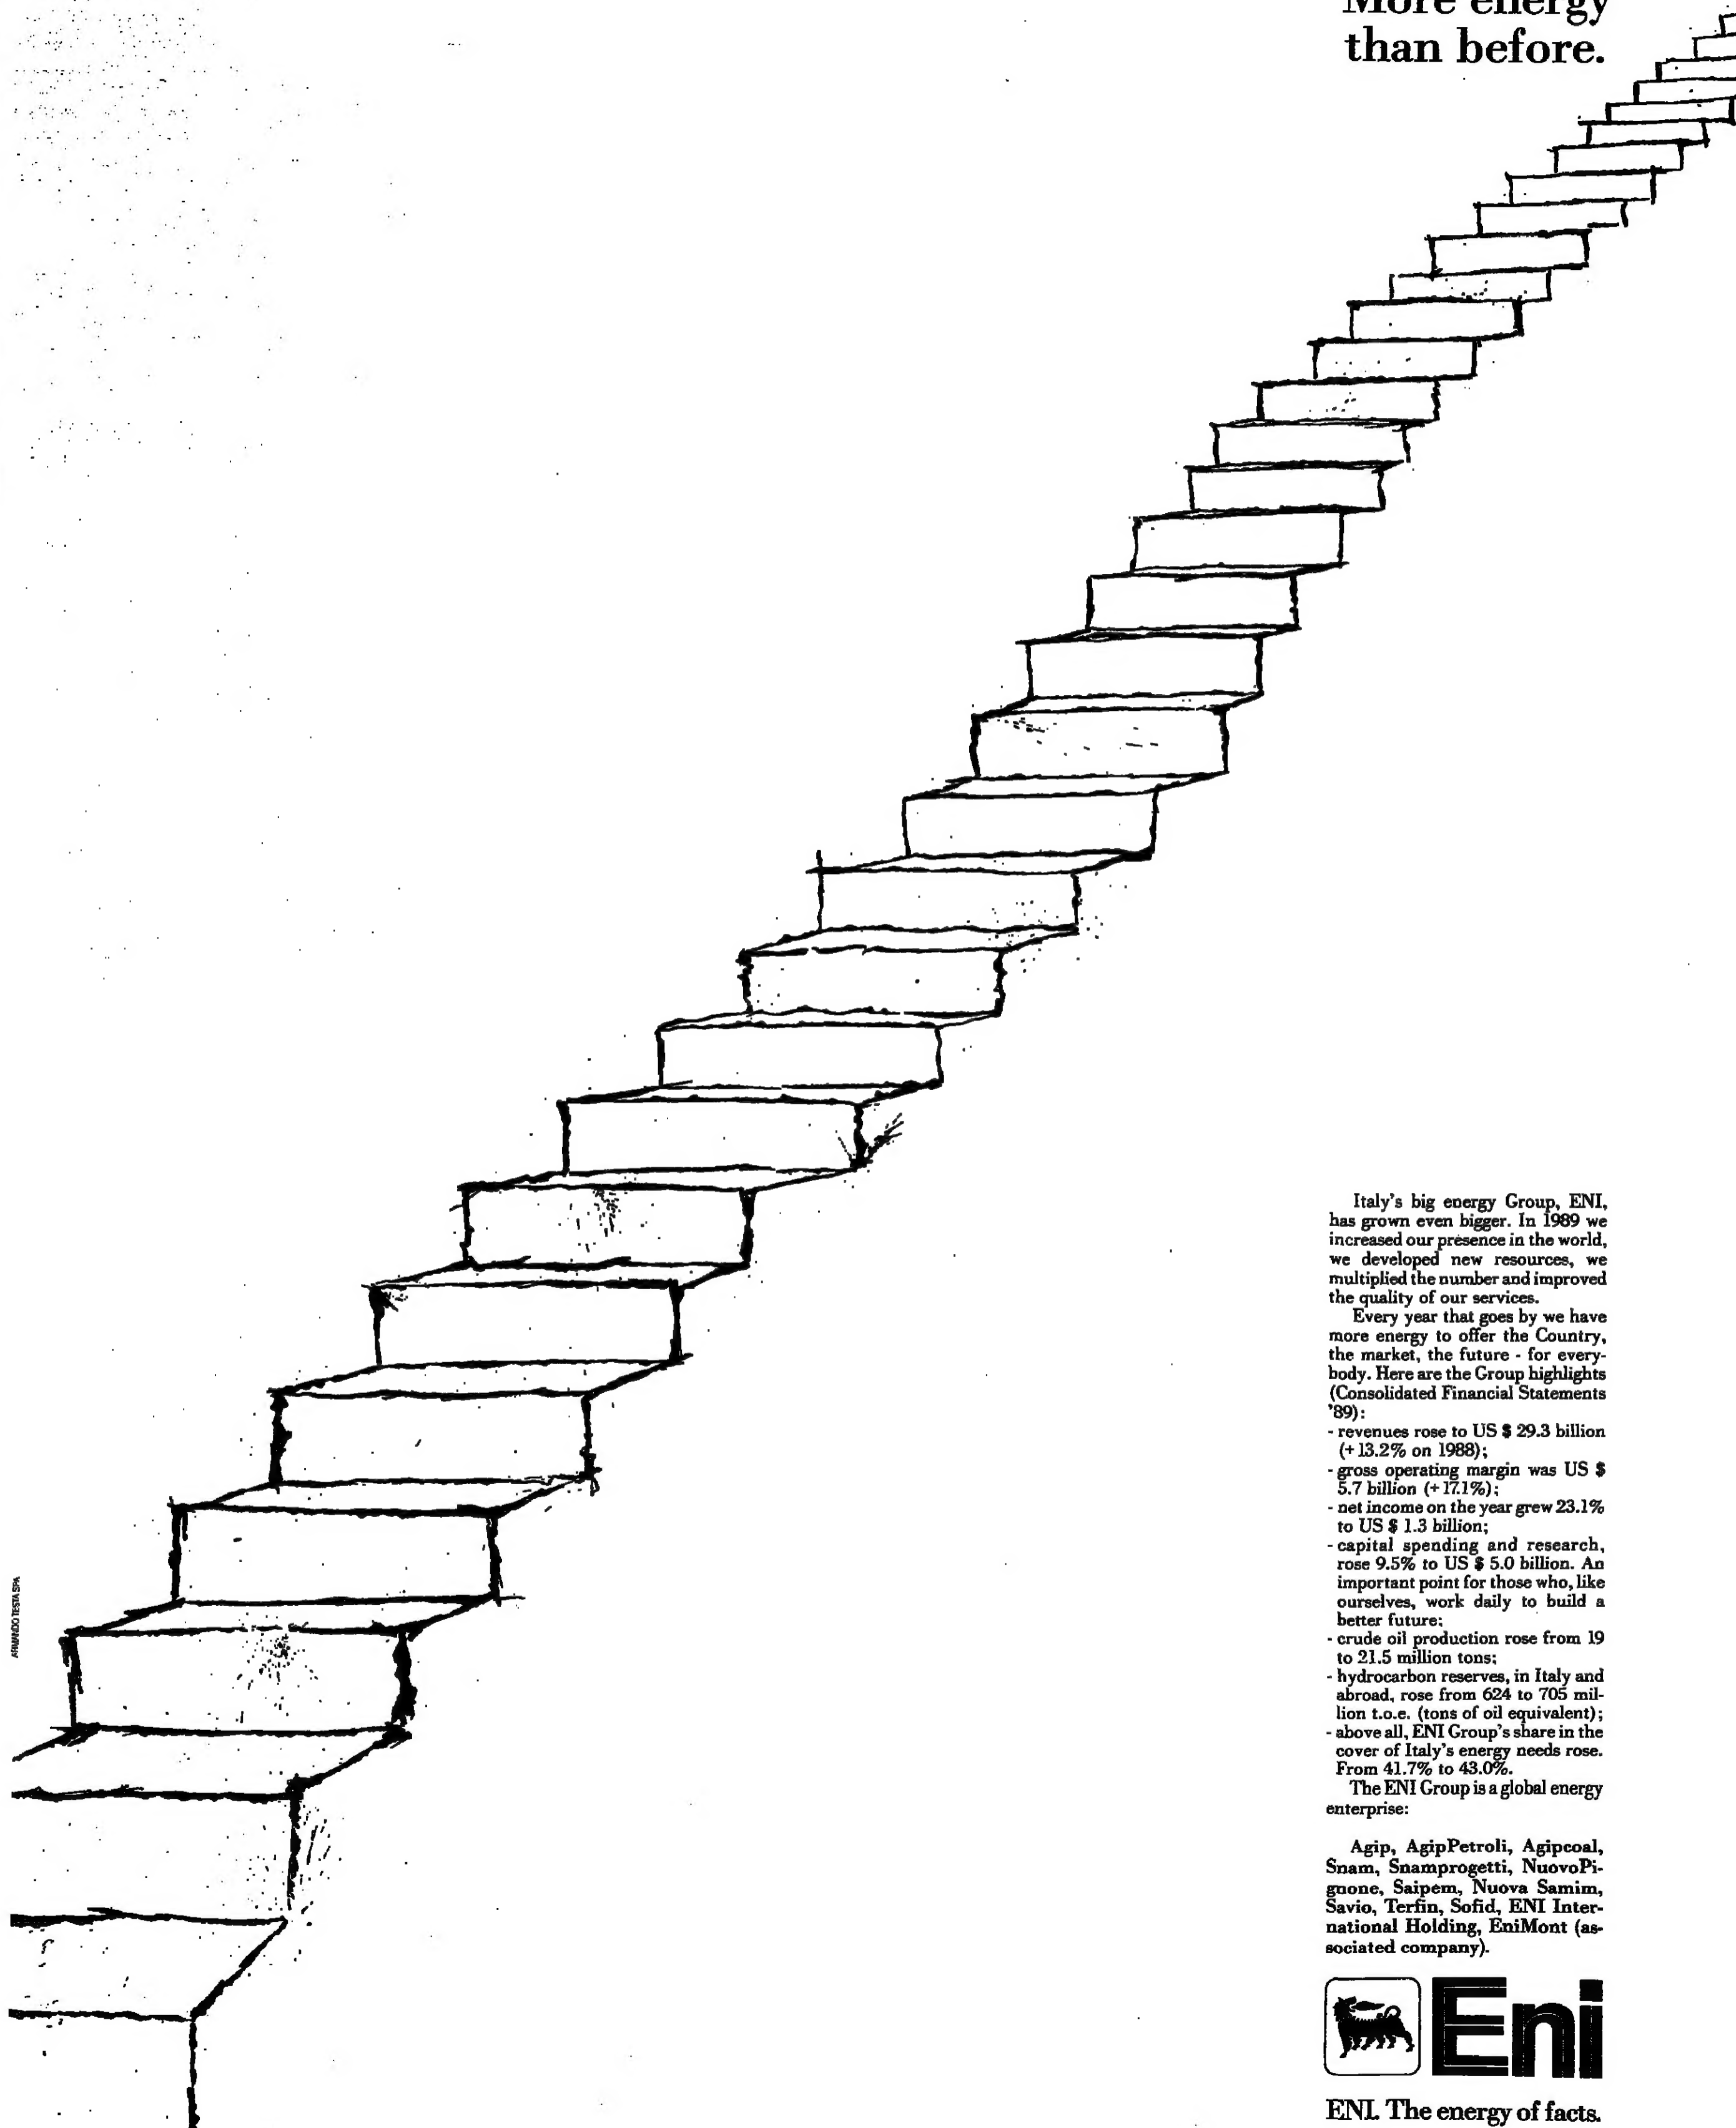 More energy
than before.
Italy's big energy Group, ENI,
has grown even bigger. In 1989 we
increased our presence in the world,
we developed new resources, we
multiplied the number and improved
the quality of our services.
Every year that goes by we have
more energy to offer the Country,
the market, the future - for every-
body. Here are the Group highlights
(Consolidated Financial Statements
'89):
- revenues rose to US $ 29.3 billion
(+13.2% on 1988);
- gross operating margin was US $
5.7 billion (+17.1%);
- net income on the year grew 23.1%
to US $ 1.3 billion;
- capital spending and research,
rose 9.5% to US $ 5.0 billion. An
important point for those who, like
ourselves, work daily to build a
better future;
- crude oil production rose from 19
to 21.5 million tons;
- hydrocarbon reserves, in Italy and
abroad, rose from 624 to 705 mil-
lion t.o.e. (tons of oil equivalent);
- above all, ENI Group's share in the
cover of Italy's energy needs rose.
From 41.7% to 43.0%.
The ENI Group is a global energy
enterprise:
Agip, AgipPetroli, Agipcoal,
Snam, Snamprogetti, NuovoPi-
gnone, Saipem, Nuova Samim,
Savio, Terfin, Sofid, ENI Inter-
national Holding, EniMont (as-
sociated company).
Eni
ENI. The energy of facts.
ARMANDO TESTA SPA